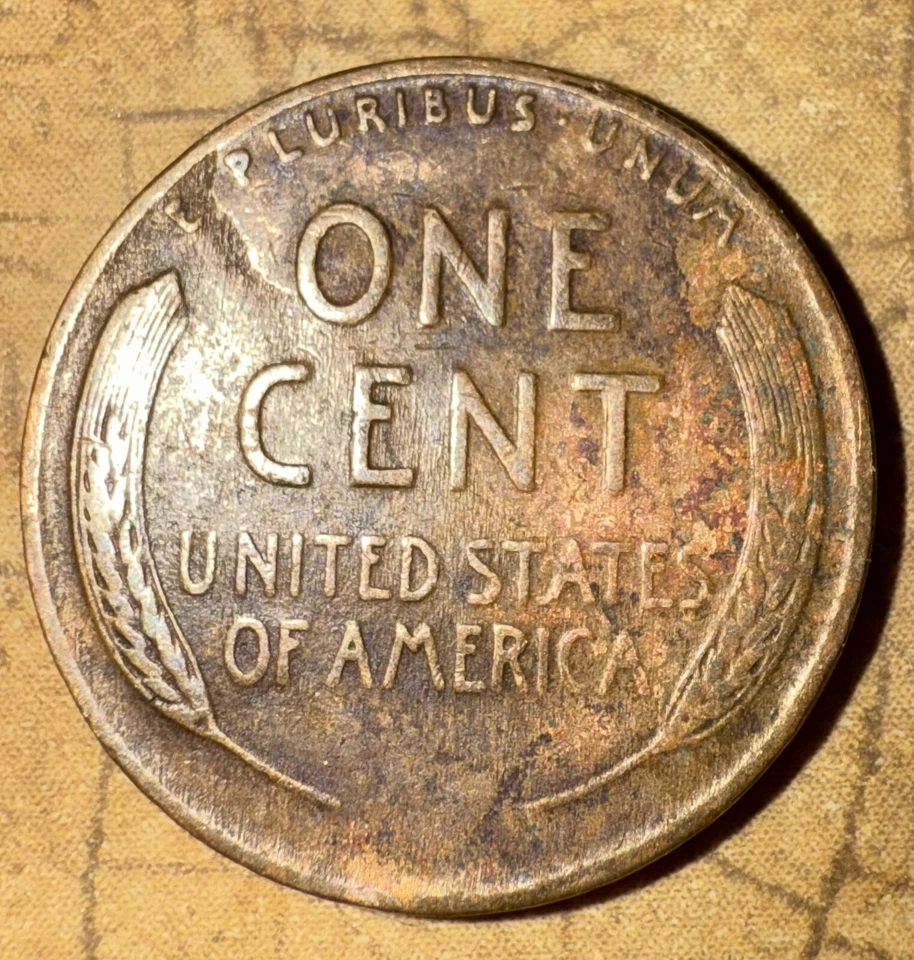 E PLURIBUS · UNUM
ONE
CENT
UNITED STATES
OF AMERICA